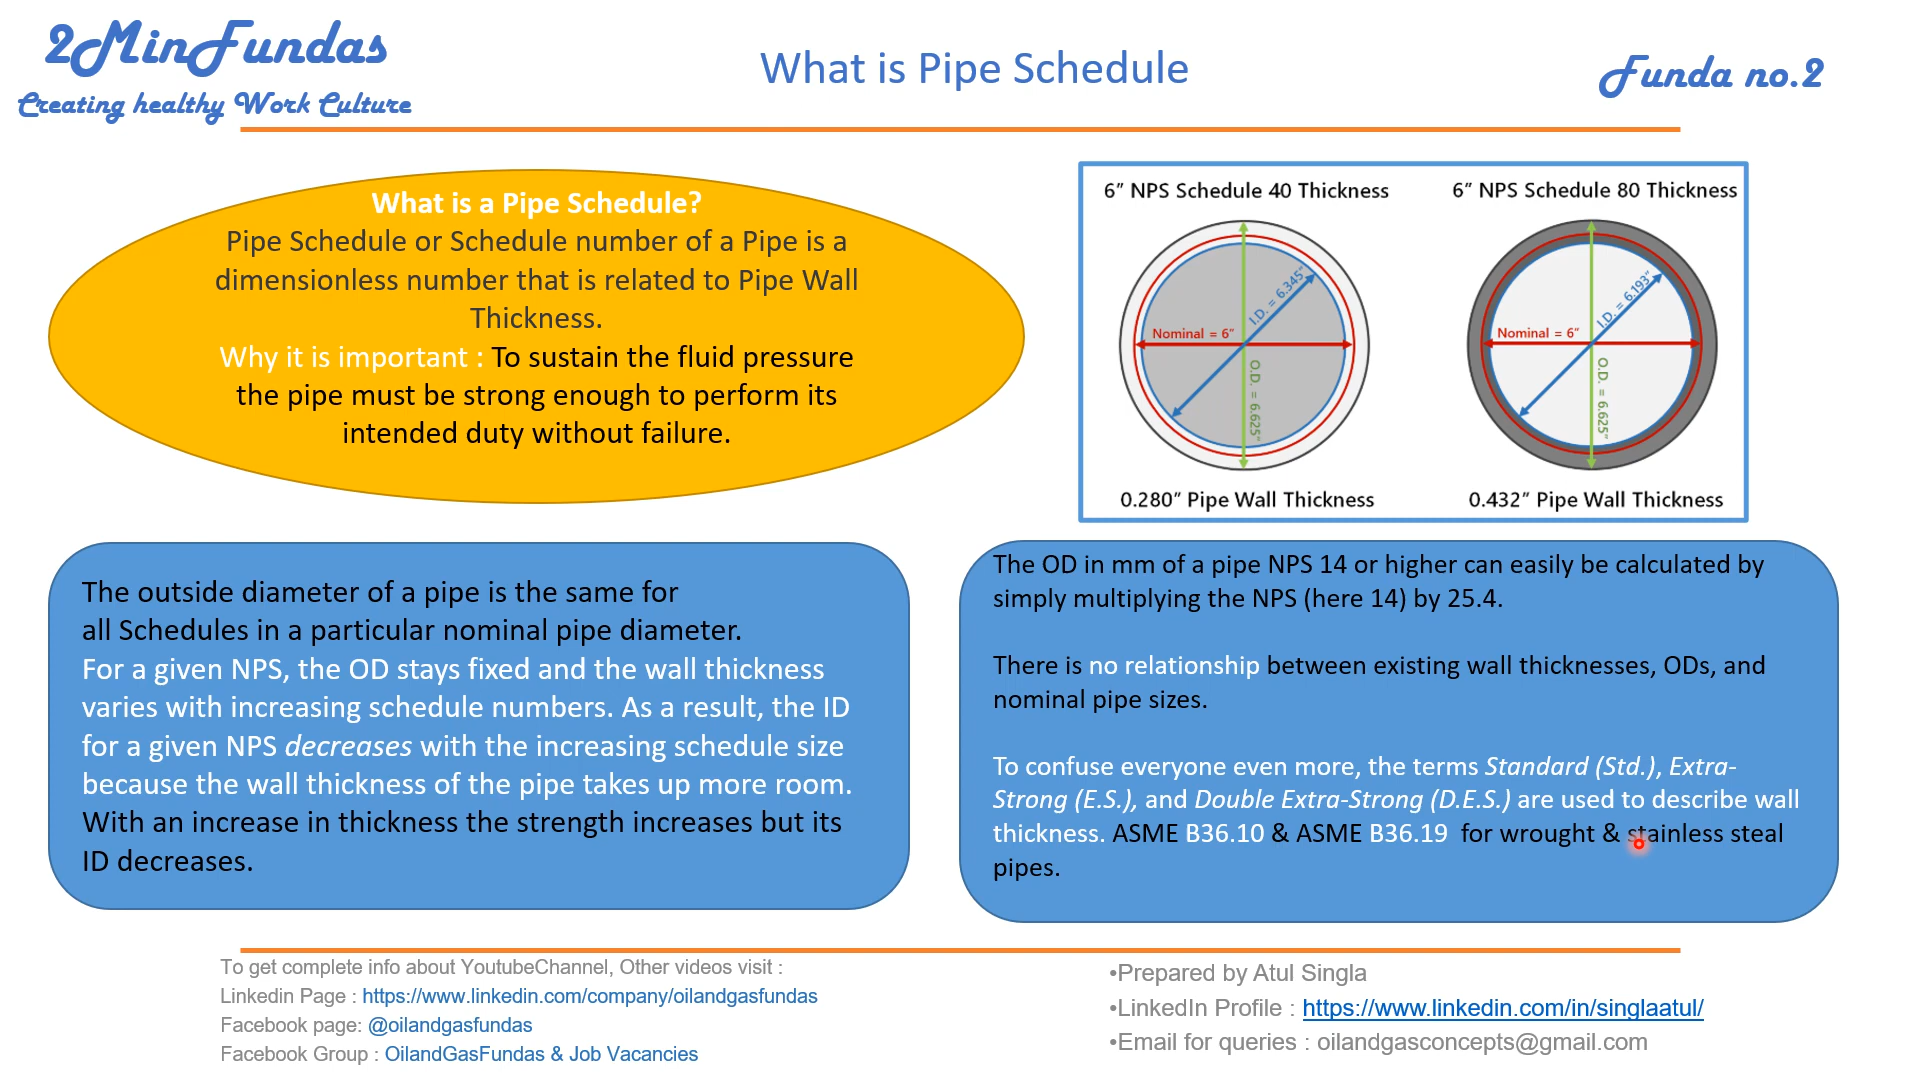 2MinFundas
Creating healthy Work Culture
What is Pipe Schedule
Funda no.2
What is a Pipe Schedule?
Pipe Schedule or Schedule number of a Pipe is a
dimensionless number that is related to Pipe Wall
Thickness.
Why it is important : To sustain the fluid pressure
the pipe must be strong enough to perform its
intended duty without failure.
6” NPS Schedule 40 Thickness
I.D. = 6.345”
Nominal = 6”
O.D. = 6.625”
0.280” Pipe Wall Thickness
6” NPS Schedule 80 Thickness
I.D. = 6.193”
Nominal = 6”
O.D. = 6.625”
0.432” Pipe Wall Thickness
The outside diameter of a pipe is the same for
all Schedules in a particular nominal pipe diameter.
For a given NPS, the OD stays fixed and the wall thickness
varies with increasing schedule numbers. As a result, the ID
for a given NPS decreases with the increasing schedule size
because the wall thickness of the pipe takes up more room.
With an increase in thickness the strength increases but its
ID decreases.
The OD in mm of a pipe NPS 14 or higher can easily be calculated by
simply multiplying the NPS (here 14) by 25.4.
There is no relationship between existing wall thicknesses, ODs, and
nominal pipe sizes.
To confuse everyone even more, the terms Standard (Std.), Extra-
Strong (E.S.), and Double Extra-Strong (D.E.S.) are used to describe wall
thickness. ASME B36.10 & ASME B36.19 for wrought & stainless steal
pipes.
To get complete info about YoutubeChannel, Other videos visit :
Linkedin Page : https://www.linkedin.com/company/oilandgasfundas
Facebook page: @oilandgasfundas
Facebook Group : OilandGasFundas & Job Vacancies
•Prepared by Atul Singla
•LinkedIn Profile : https://www.linkedin.com/in/singlaatul/
•Email for queries : oilandgasconcepts@gmail.com